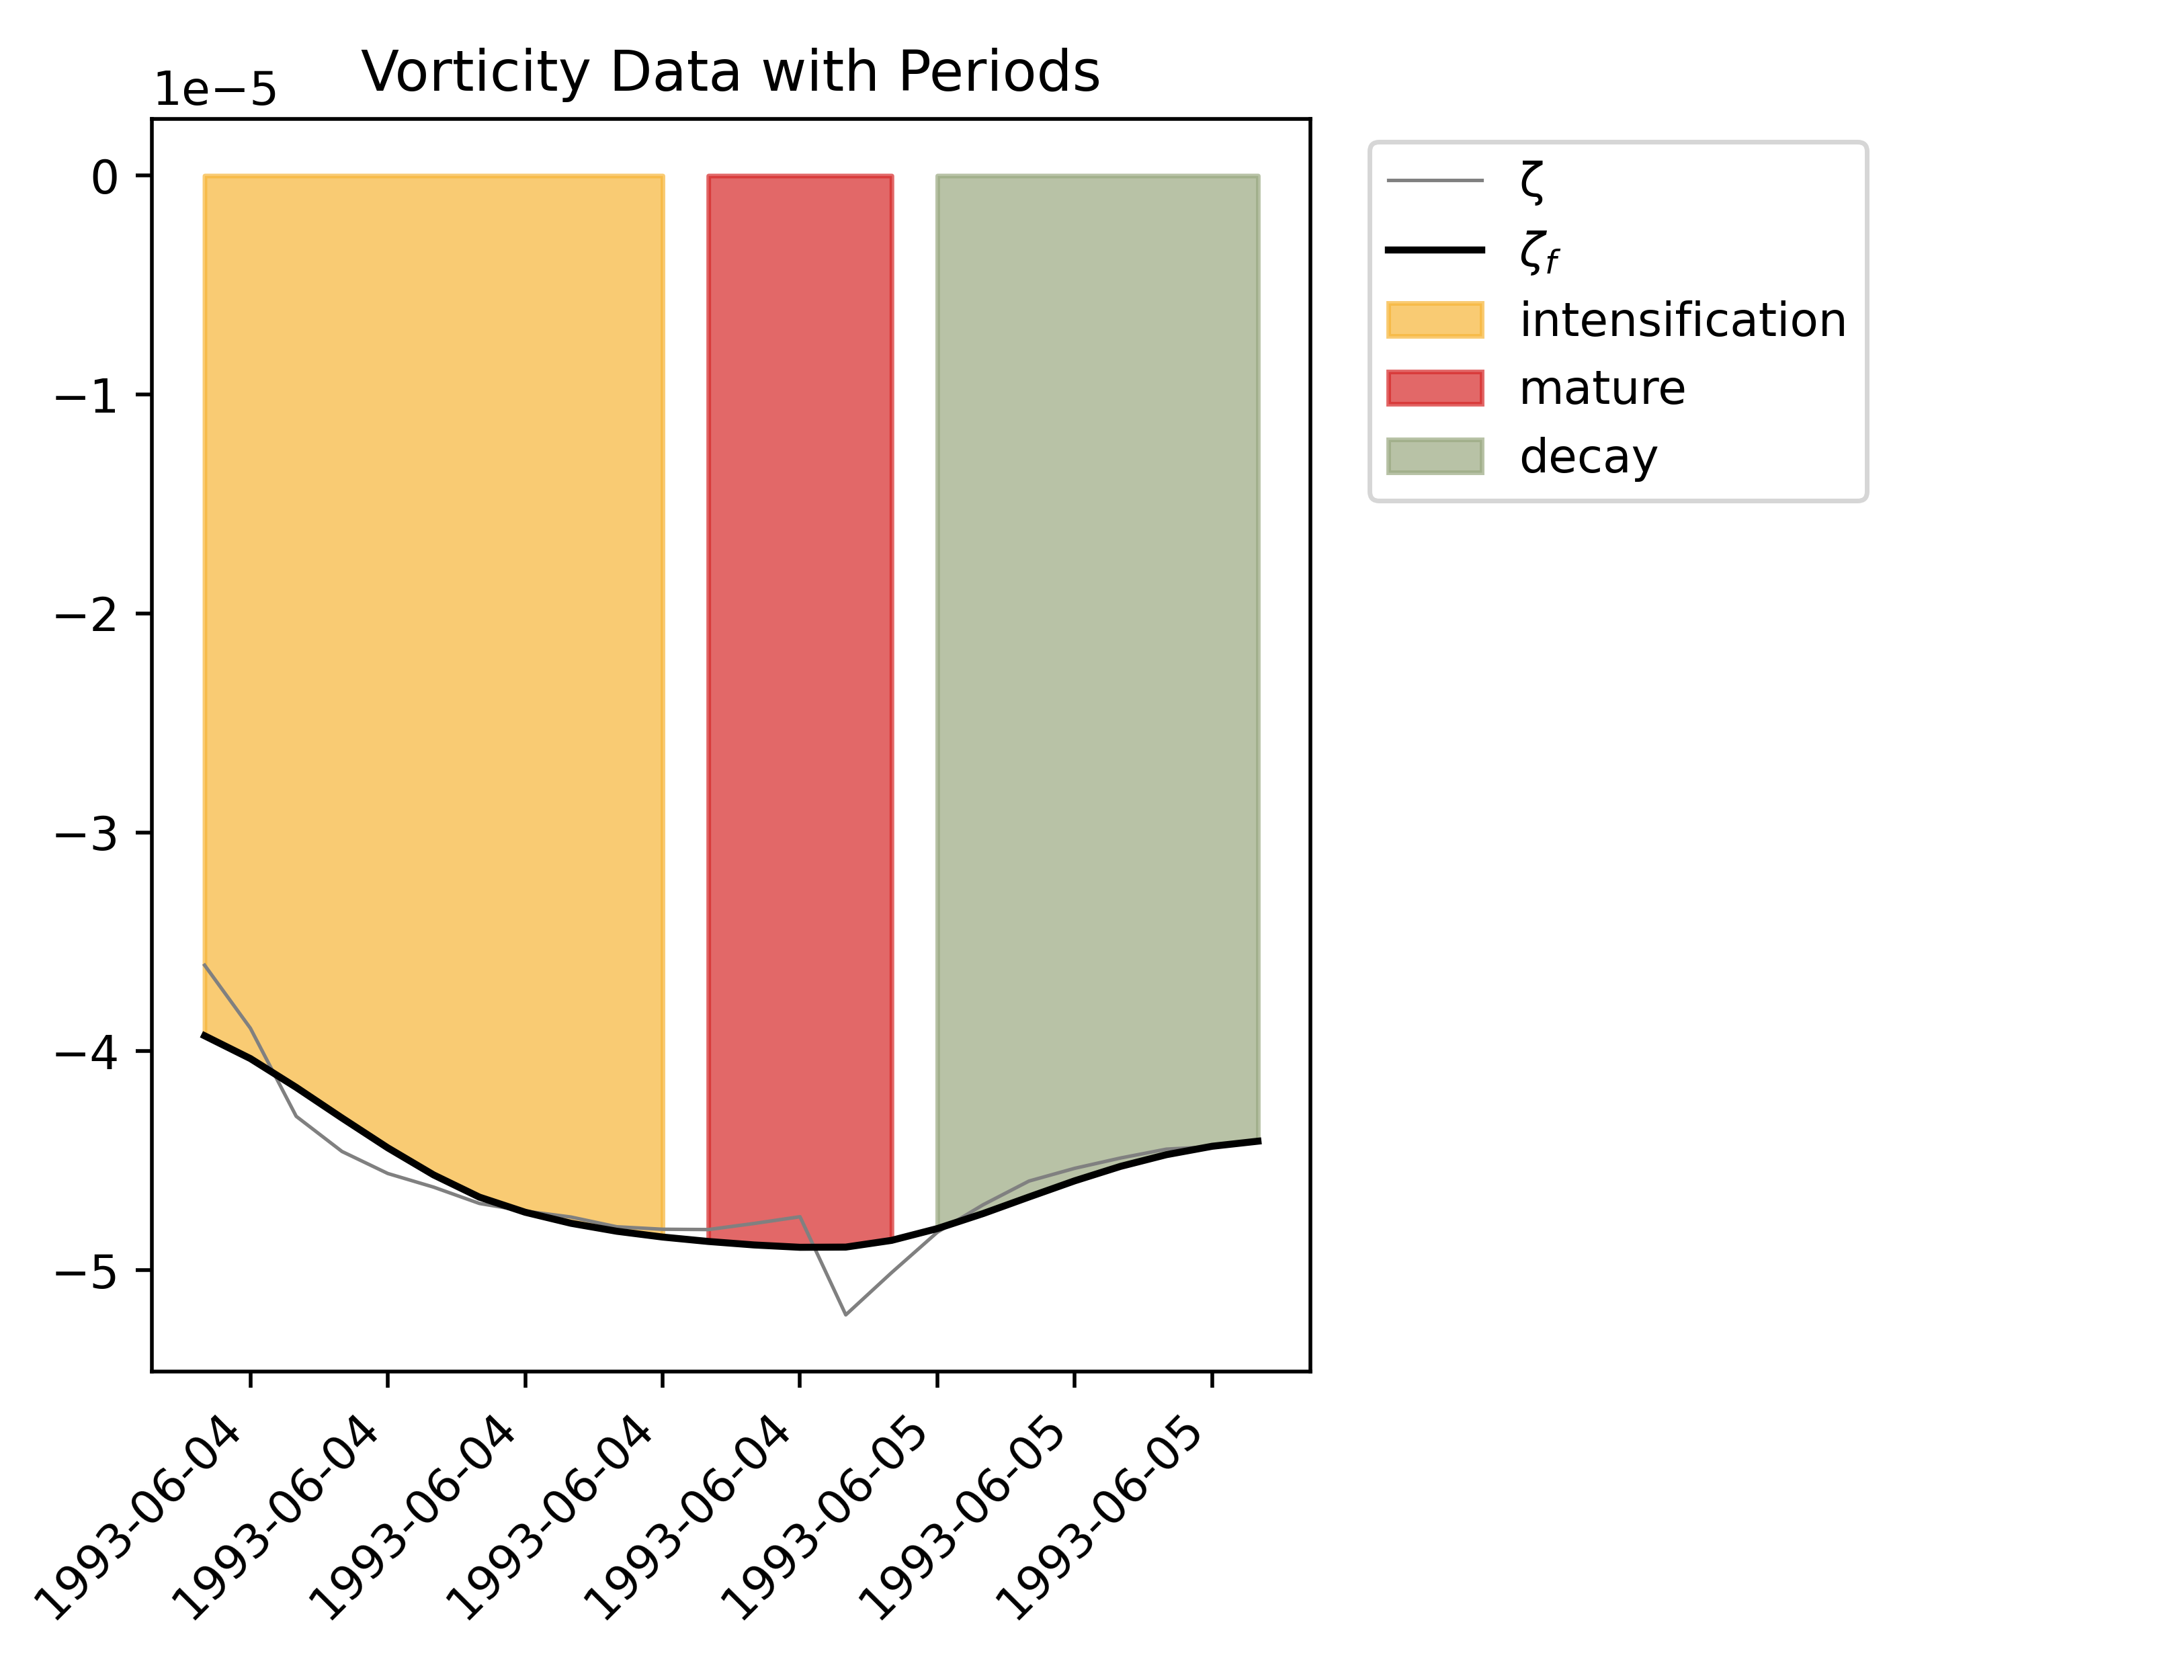 Vorticity Data with Periods
1e−5
0
−1
−2
−3
−4
−5
1993-06-04
1993-06-04
1993-06-04
1993-06-04
1993-06-04
1993-06-05
1993-06-05
1993-06-05
ζ
ζf
intensification
mature
decay